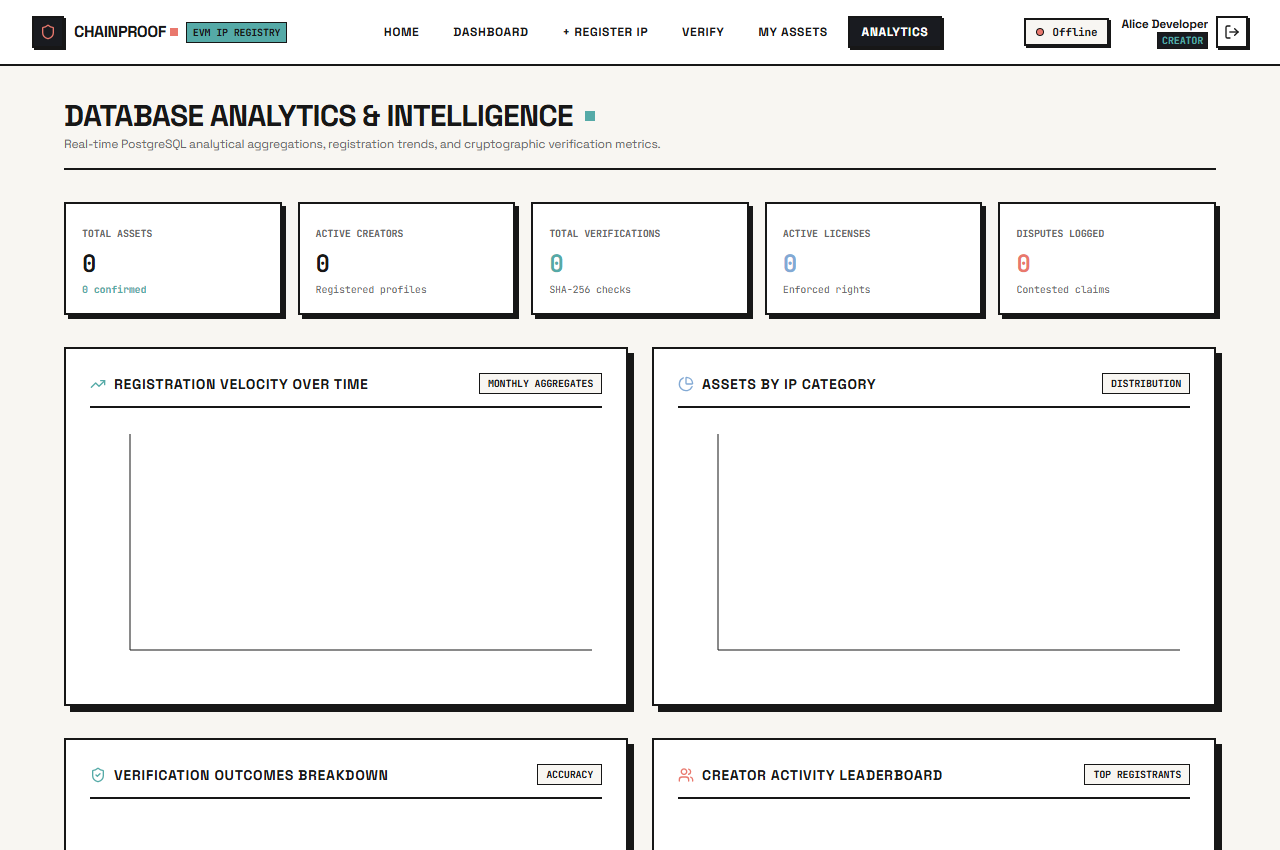 CHAINPROOF
EVM IP REGISTRY
HOME
DASHBOARD
+ REGISTER IP
VERIFY
MY ASSETS
ANALYTICS
Offline
Alice Developer
CREATOR
DATABASE ANALYTICS & INTELLIGENCE
Real-time PostgreSQL analytical aggregations, registration trends, and cryptographic verification metrics.
TOTAL ASSETS
0
0 confirmed
ACTIVE CREATORS
0
Registered profiles
TOTAL VERIFICATIONS
0
SHA-256 checks
ACTIVE LICENSES
0
Enforced rights
DISPUTES LOGGED
0
Contested claims
REGISTRATION VELOCITY OVER TIME
MONTHLY AGGREGATES
ASSETS BY IP CATEGORY
DISTRIBUTION
VERIFICATION OUTCOMES BREAKDOWN
ACCURACY
CREATOR ACTIVITY LEADERBOARD
TOP REGISTRANTS